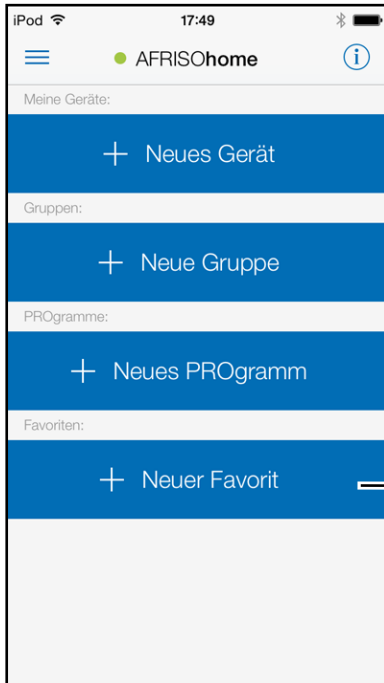 iPod 17:49
AFRISOhome
Meine Geräte:
+ Neues Gerät
Gruppen:
+ Neue Gruppe
PROgramme:
+ Neues PROgramm
Favoriten:
+ Neuer Favorit